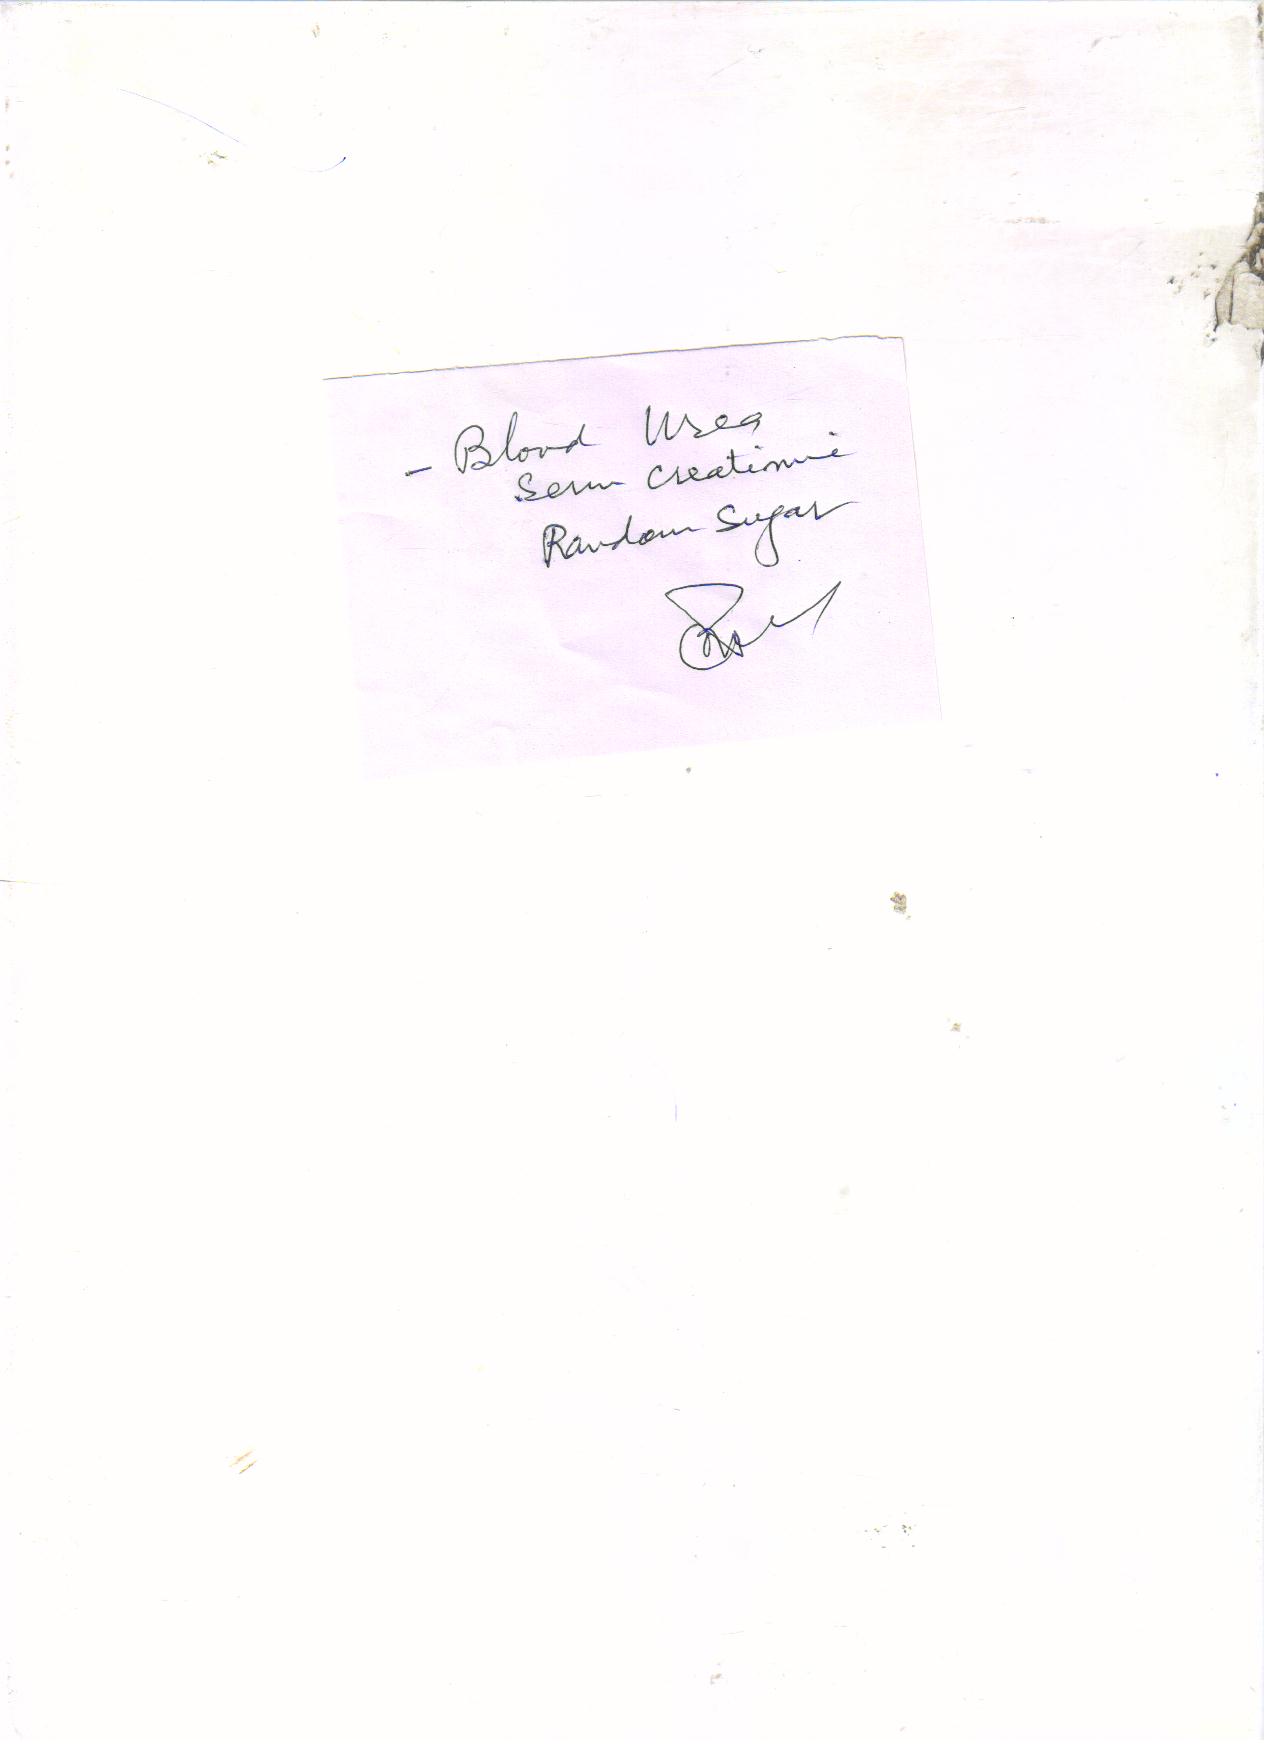 - Blood Urea
Serum Creatinine
Random Sugar